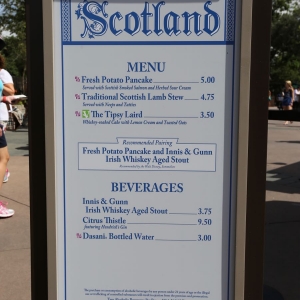 Scotland
MENU
Fresh Potato Pancake 5.00
Served with Scottish Smoked Salmon and Herbed Sour Cream
Traditional Scottish Lamb Stew 4.75
Served with Neeps and Tatties
The Tipsy Laird 3.50
Whiskey-soaked Cake with Lemon Cream and Toasted Oats
Recommended Pairing
Fresh Potato Pancake and Innis & Gunn
Irish Whiskey Aged Stout
BEVERAGES
Innis & Gunn
Irish Whiskey Aged Stout 3.75
Citrus Thistle 9.50
featuring Hendrick's Gin
Dasani Bottled Water 3.00